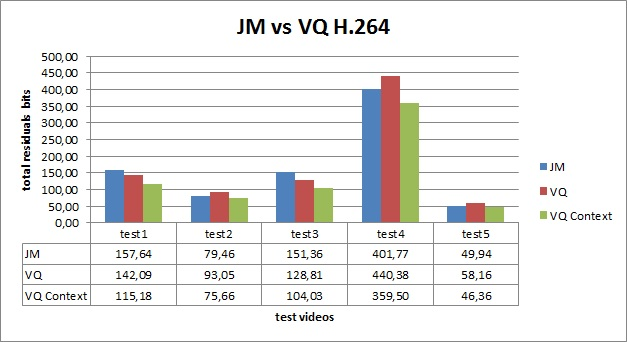 JM vs VQ H.264
total residuals bits
500,00
450,00
400,00
350,00
300,00
250,00
200,00
150,00
100,00
50,00
0,00
test1 test2 test3 test4 test5
JM 157,64 79,46 151,36 401,77 49,94
VQ 142,09 93,05 128,81 440,38 58,16
VQ Context 115,18 75,66 104,03 359,50 46,36
test videos
JM
VQ
VQ Context